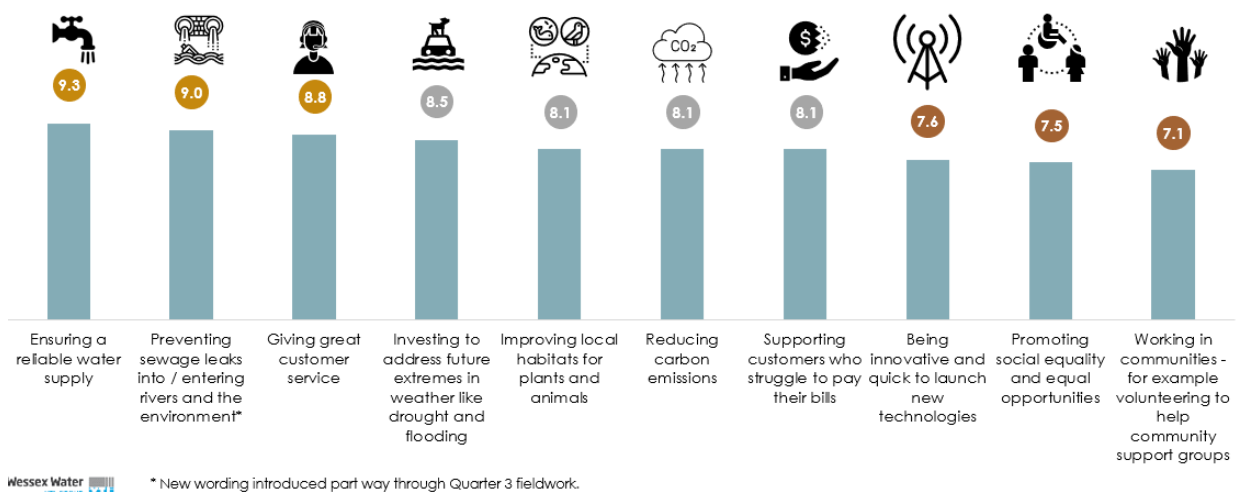 CO₂
$
9.3
9.0
8.8
8.5
8.1
8.1
8.1
7.6
7.5
7.1
Ensuring a
reliable water
supply
Preventing
sewage leaks
into / entering
rivers and the
environment*
Giving great
customer
service
Investing to
address future
extremes in
weather like
drought and
flooding
Improving local
habitats for
plants and
animals
Reducing
carbon
emissions
Supporting
customers who
struggle to pay
their bills
Being
innovative and
quick to launch
new
technologies
Promoting
social equality
and equal
opportunities
Working in
communities -
for example
volunteering to
help
community
support groups
Wessex Water
* New wording introduced part way through Quarter 3 fieldwork.